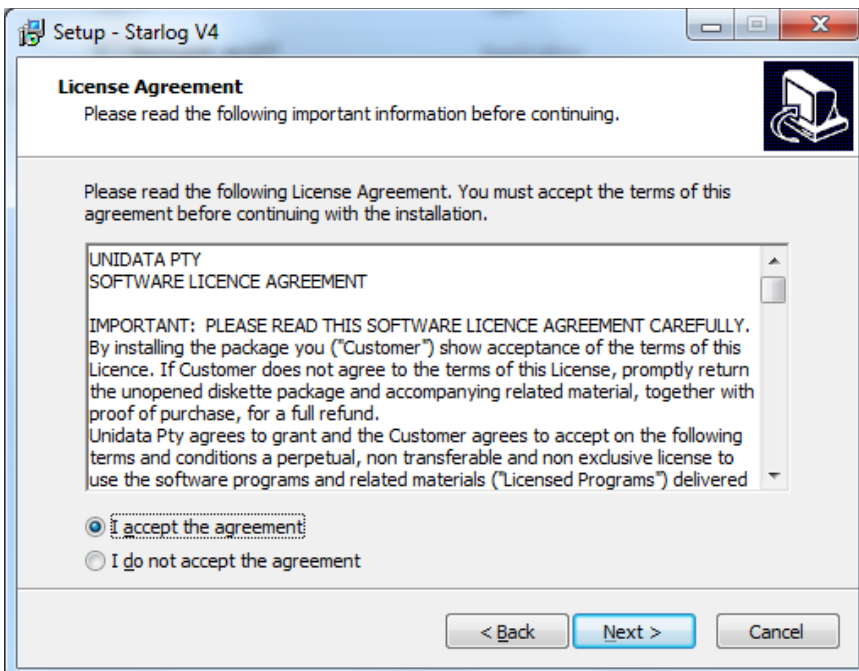 Setup - Starlog V4
License Agreement
Please read the following important information before continuing.
Please read the following License Agreement. You must accept the terms of this
agreement before continuing with the installation.
UNIDATA PTY
SOFTWARE LICENCE AGREEMENT
IMPORTANT:  PLEASE READ THIS SOFTWARE LICENCE AGREEMENT CAREFULLY.
By installing the package you ("Customer") show acceptance of the terms of this
Licence. If Customer does not agree to the terms of this License, promptly return
the unopened diskette package and accompanying related material, together with
proof of purchase, for a full refund.
Unidata Pty agrees to grant and the Customer agrees to accept on the following
terms and conditions a perpetual, non transferable and non exclusive license to
use the software programs and related materials ("Licensed Programs") delivered
I accept the agreement
I do not accept the agreement
< Back Next > Cancel